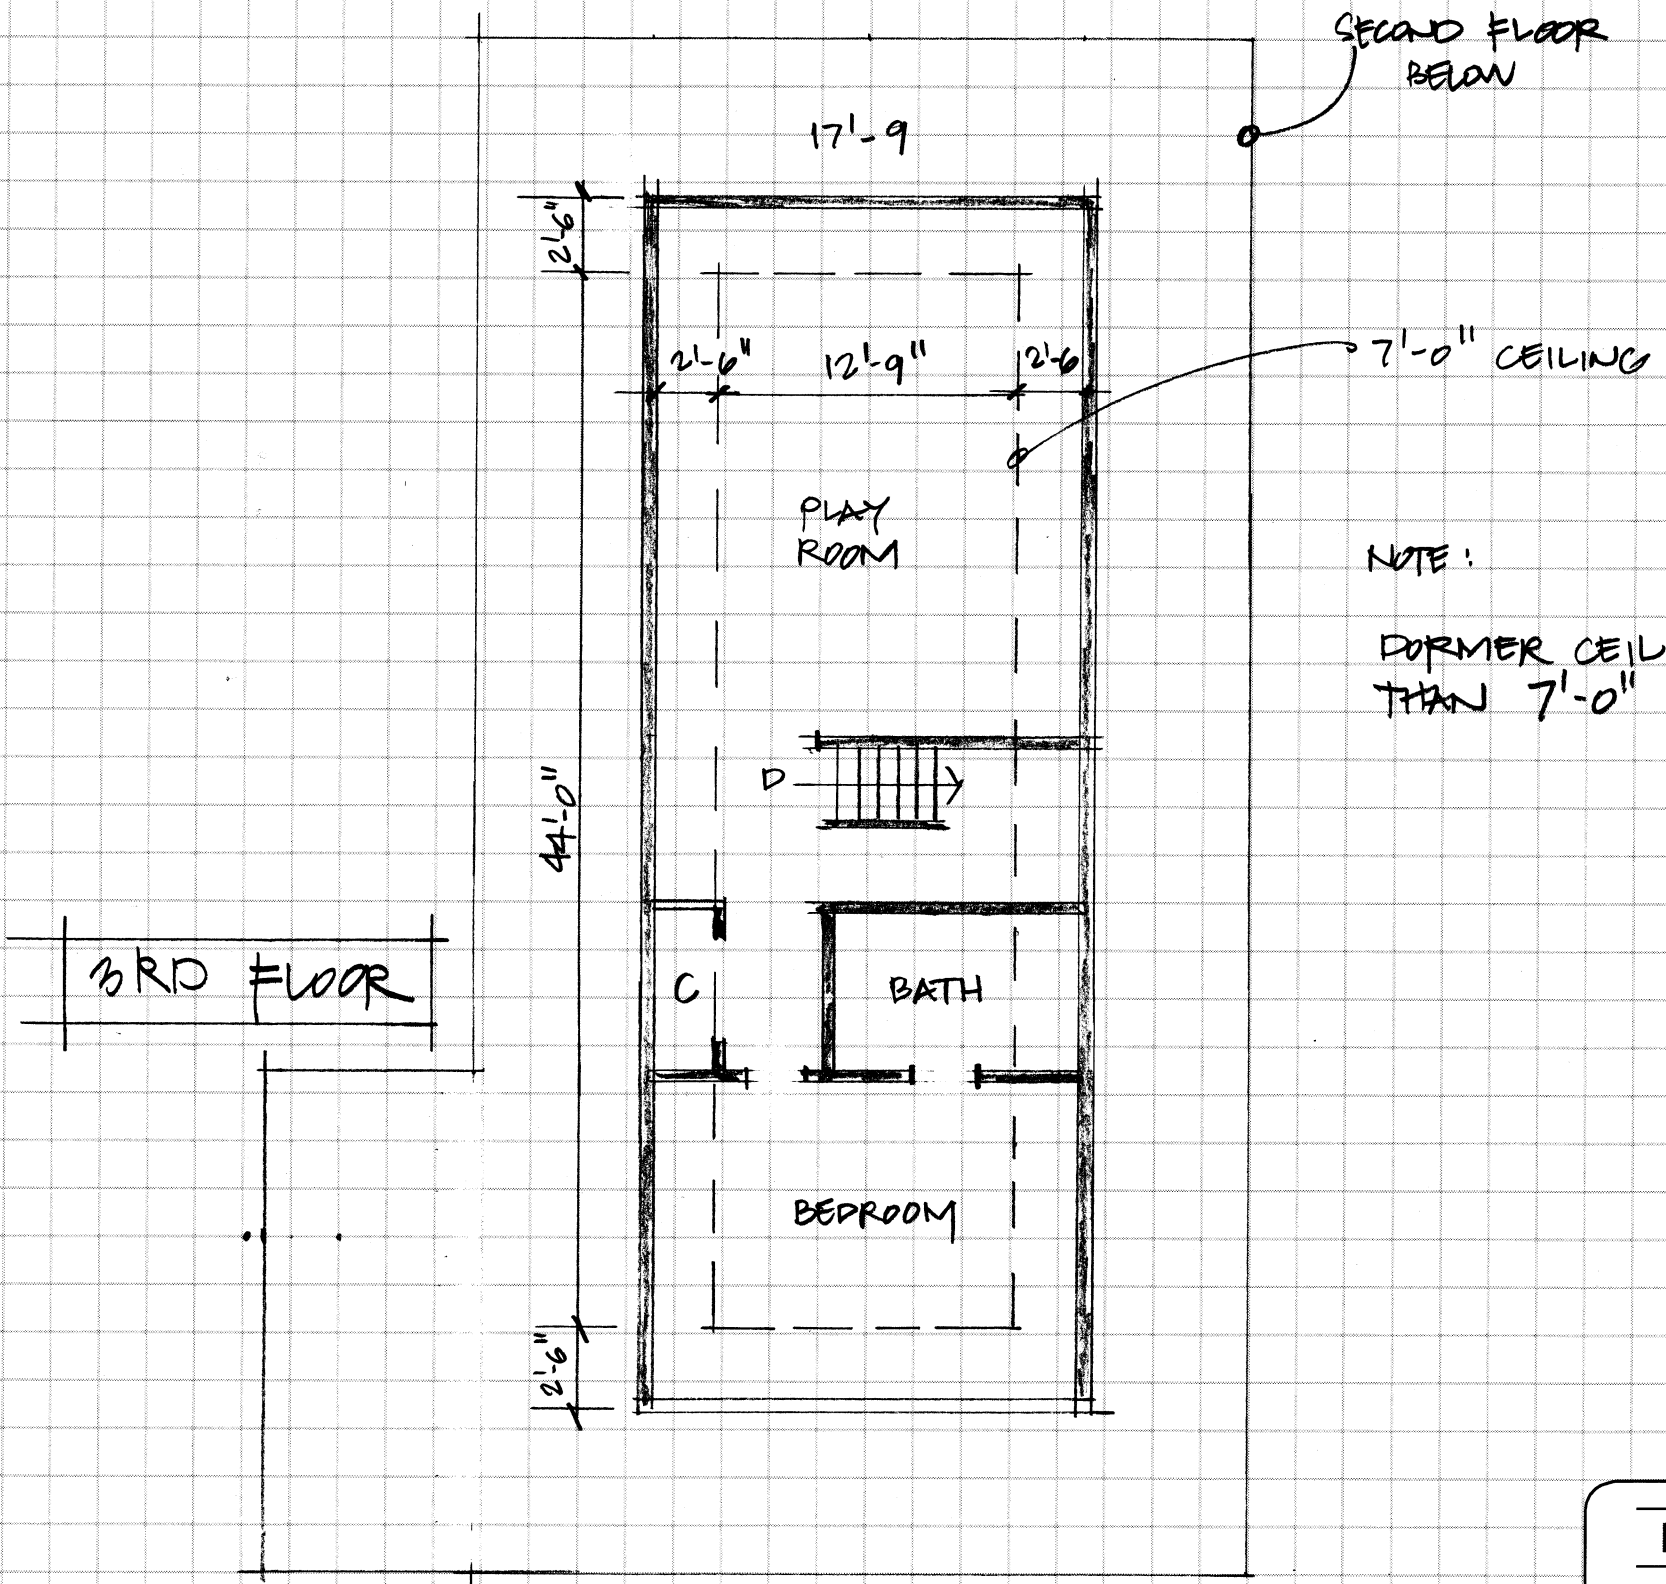 SECOND FLOOR
BELOW
17'-9
2'-6"
2'-6"
12'-9"
2'-6
7'-0" CEILING
PLAY
ROOM
NOTE:
DORMER CEIL
THAN 7'-0"
D
44'-0"
3RD FLOOR
C
BATH
BEDROOM
2'-6"